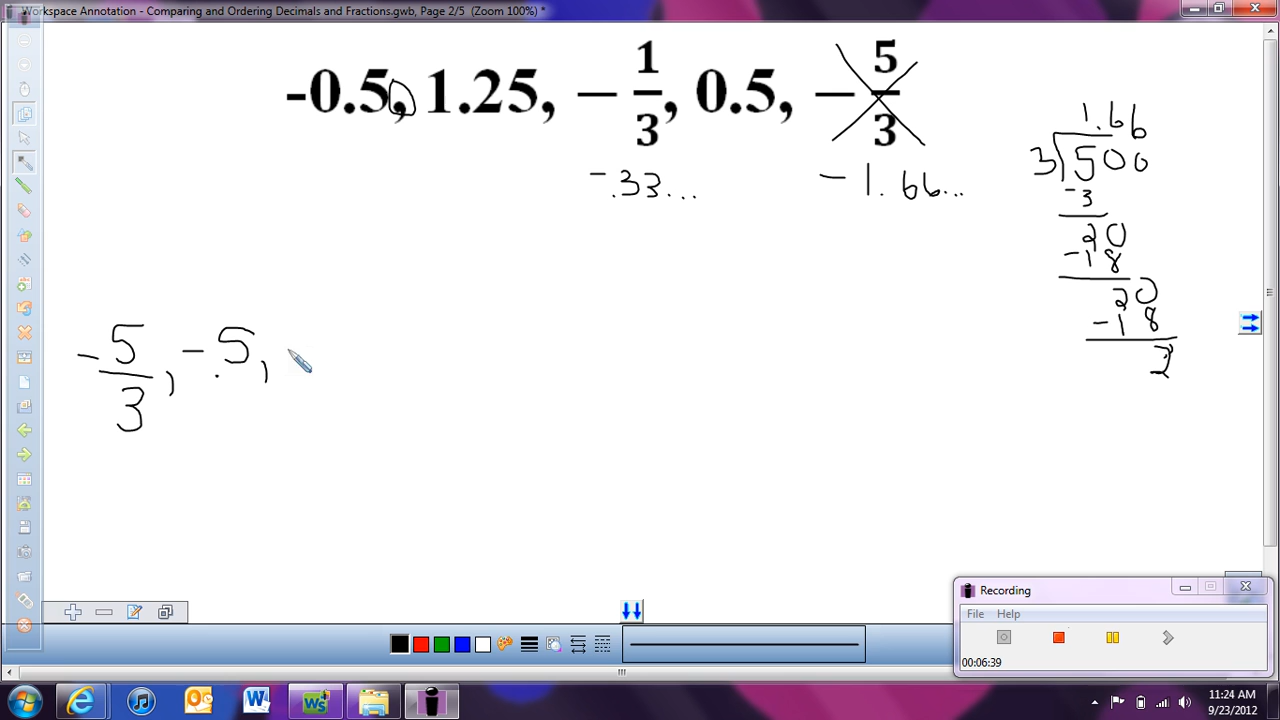 Workspace Annotation - Comparing and Ordering Decimals and Fractions.gwb, Page 2/5 (Zoom 100%) *
-0.5, 1.25, - 1/3, 0.5, - 5/3
-.33...
-1.66...
1.66
3 500
-3
20
-18
20
-18
2
-5/3, -.5,
Recording
File Help
00:06:39
11:24 AM
9/23/2012